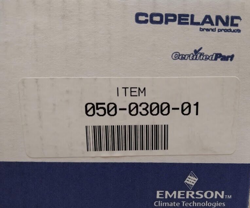 COPELAND
brand products
CertifiedPart
ITEM
050-0300-01
EMERSON
Climate Technologies